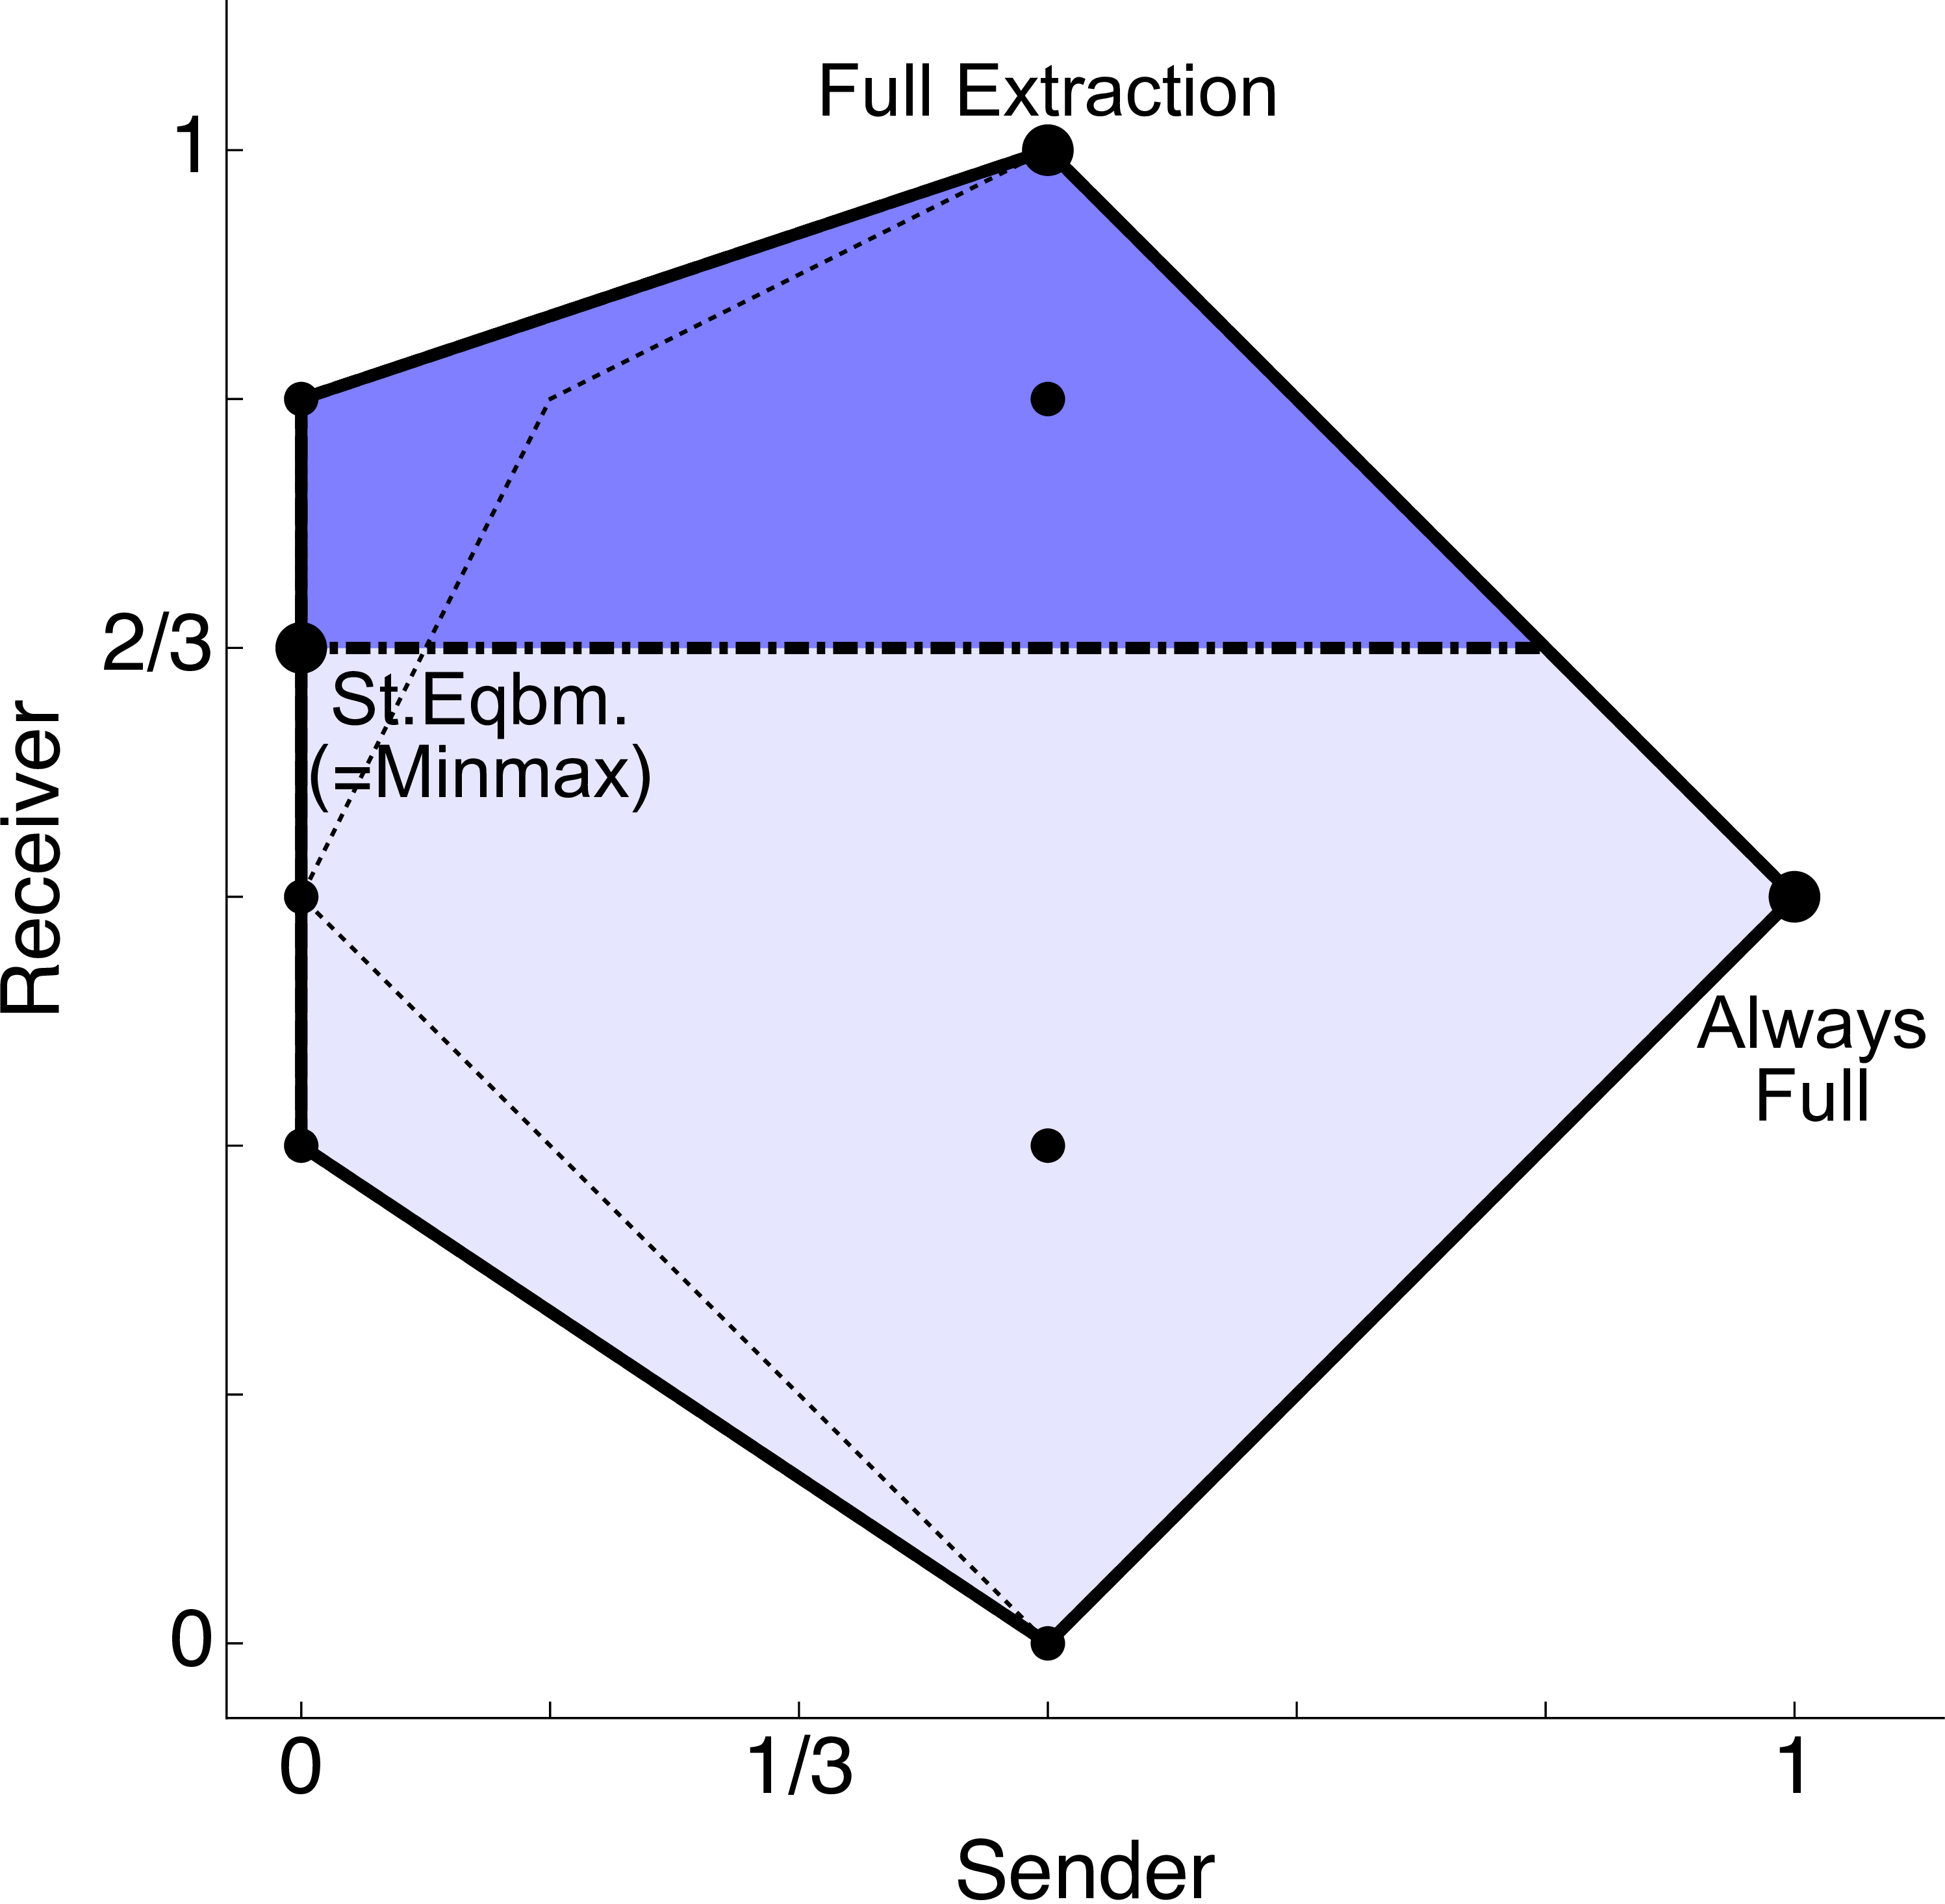 Full Extraction
1
2/3
St.Eqbm.
(=Minmax)
Receiver
Always
Full
0
0
1/3
1
Sender